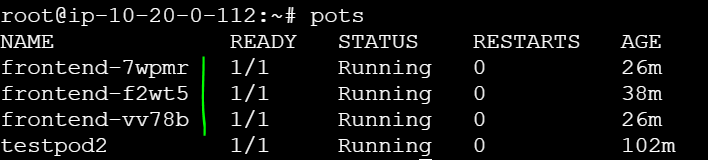 root@ip-10-20-0-112:~# pots
NAME READY STATUS RESTARTS AGE
frontend-7wpmr 1/1 Running 0 26m
frontend-f2wt5 1/1 Running 0 38m
frontend-vv78b 1/1 Running 0 26m
testpod2 1/1 Running 0 102m